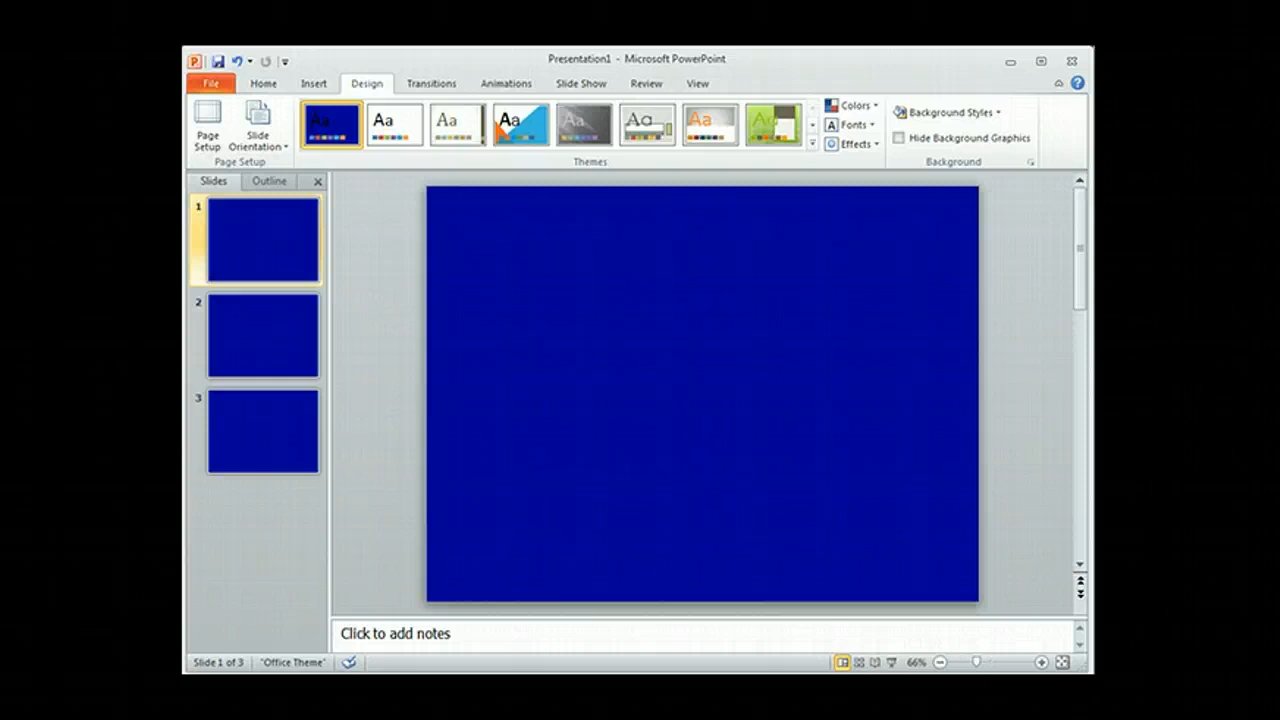 Presentation1 - Microsoft PowerPoint
File Home Insert Design Transitions Animations Slide Show Review View
Page Setup
Slide Orientation
Page Setup
Aa Aa Aa Aa Aa Aa Aa Aa
Themes
Colors
Fonts
Effects
Background Styles
Hide Background Graphics
Background
Slides Outline
1
2
3
Click to add notes
Slide 1 of 3 "Office Theme" 66%